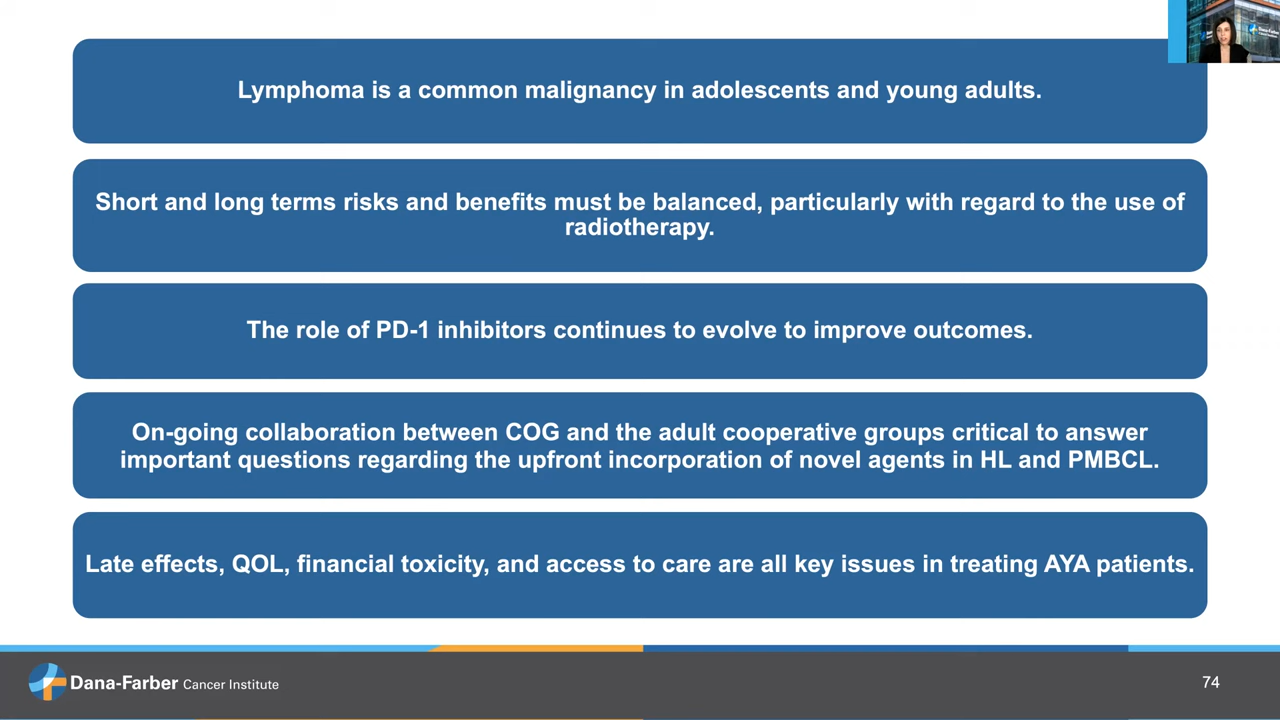 Lymphoma is a common malignancy in adolescents and young adults.
Short and long terms risks and benefits must be balanced, particularly with regard to the use of
radiotherapy.
The role of PD-1 inhibitors continues to evolve to improve outcomes.
On-going collaboration between COG and the adult cooperative groups critical to answer
important questions regarding the upfront incorporation of novel agents in HL and PMBCL.
Late effects, QOL, financial toxicity, and access to care are all key issues in treating AYA patients.
Dana-Farber Cancer Institute
74